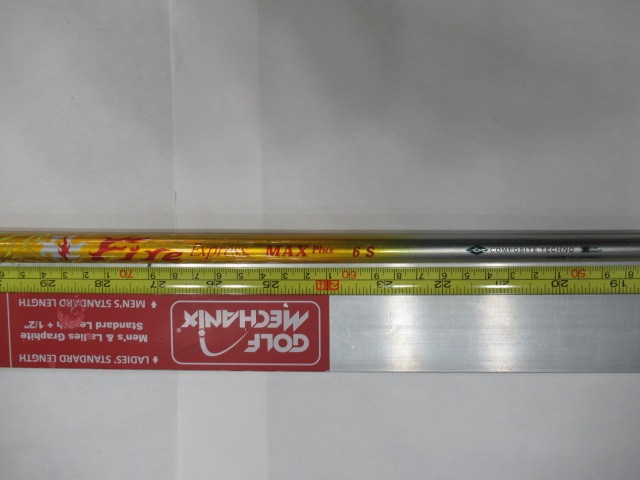 Fire Express MAX Plus 6 S COMPOSITE TECHNO
70 60 50
29 28 27 26 25 24 23 22 21 20 19
MEN'S STANDARD LENGTH
Men's & Ladies Graphite
Standard Length + 1/2"
LADIES' STANDARD LENGTH
GOLF
MECHANIX